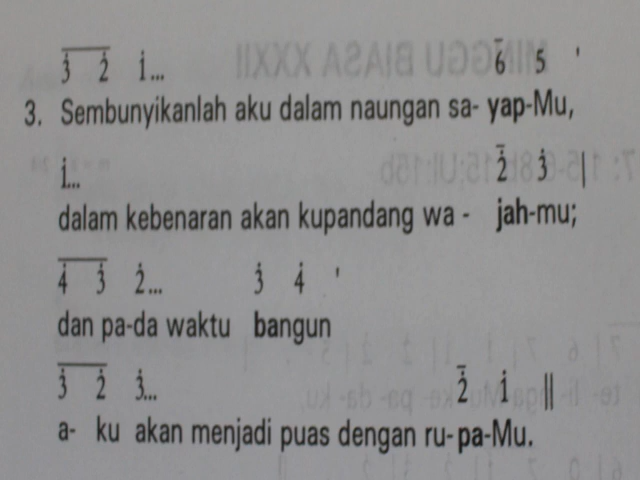 3̇ 2̇ 1̇... 6 5 '
3. Sembunyikanlah aku dalam naungan sa- yap-Mu,
1̇... 2̇ 3̇ |
dalam kebenaran akan kupandang wa - jah-mu;
4̇ 3̇ 2̇... 3̇ 4̇ '
dan pa-da waktu bangun
3̇ 2̇ 3̇... 2̇ 1̇ ||
a- ku akan menjadi puas dengan ru-pa-Mu.